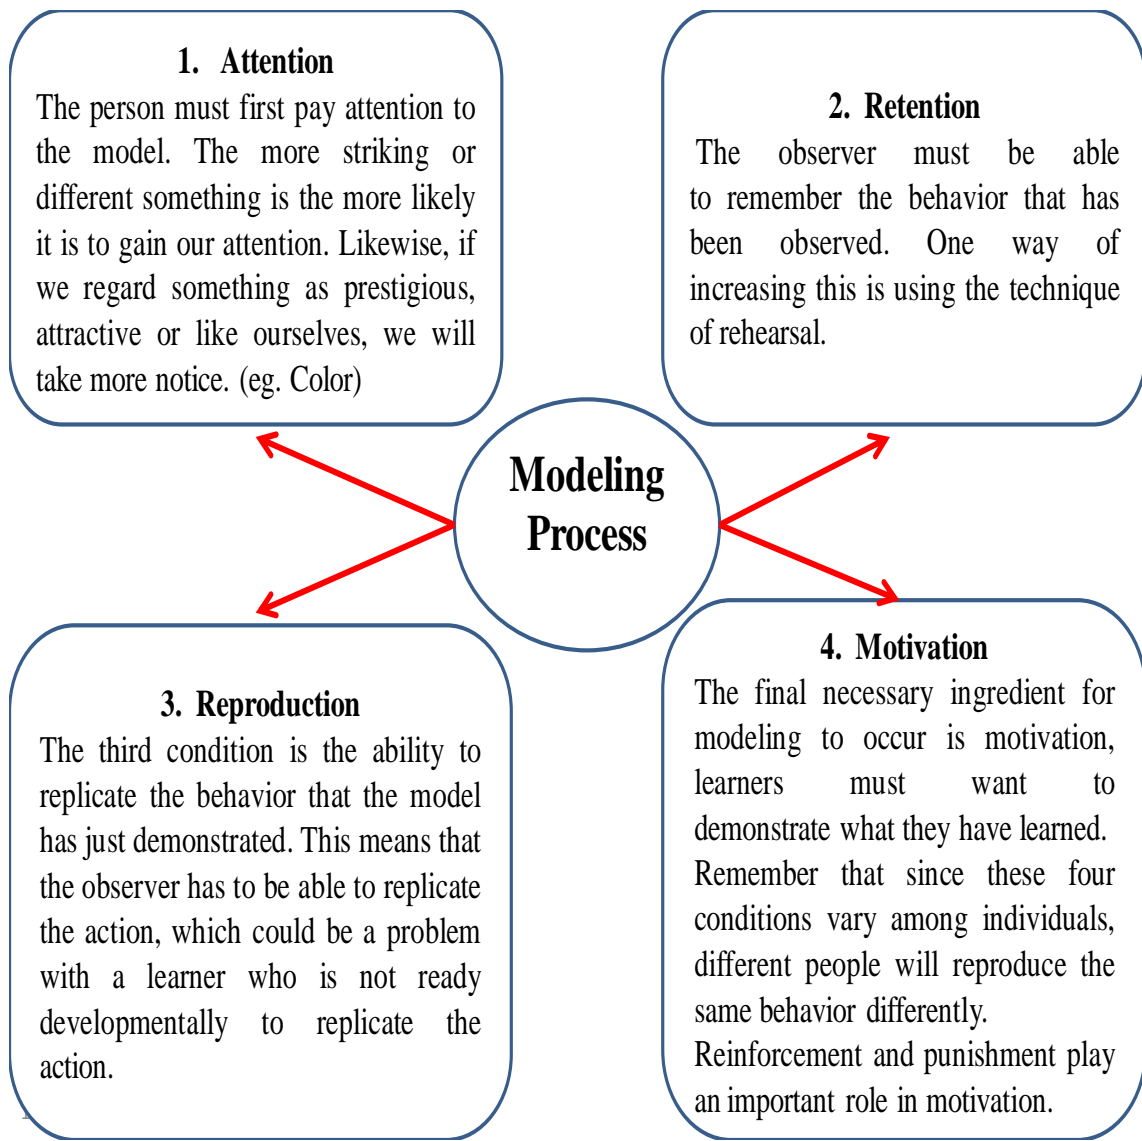 1. Attention
The person must first pay attention to
the model. The more striking or
different something is the more likely
it is to gain our attention. Likewise, if
we regard something as prestigious,
attractive or like ourselves, we will
take more notice. (eg. Color)
2. Retention
The observer must be able
to remember the behavior that has
been observed. One way of
increasing this is using the technique
of rehearsal.
Modeling
Process
3. Reproduction
The third condition is the ability to
replicate the behavior that the model
has just demonstrated. This means that
the observer has to be able to replicate
the action, which could be a problem
with a learner who is not ready
developmentally to replicate the
action.
4. Motivation
The final necessary ingredient for
modeling to occur is motivation,
learners must want to
demonstrate what they have learned.
Remember that since these four
conditions vary among individuals,
different people will reproduce the
same behavior differently.
Reinforcement and punishment play
an important role in motivation.